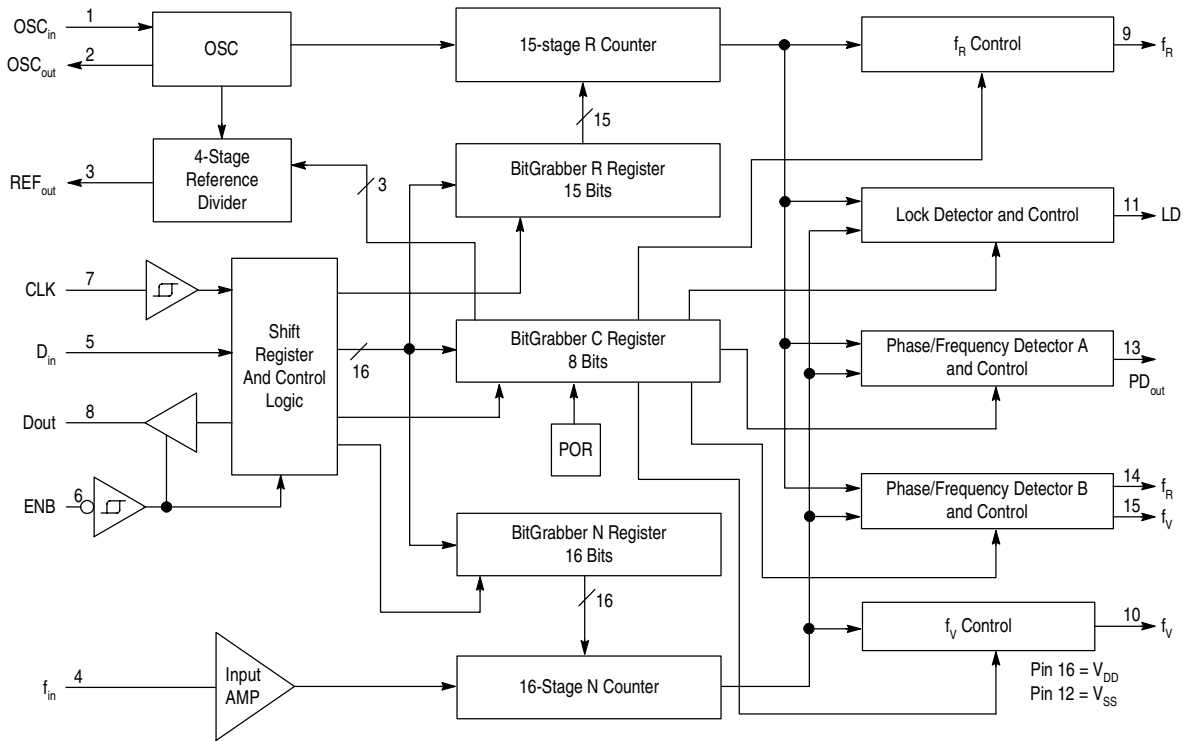 OSCin
1
OSCout
2
OSC
15-stage R Counter
fR Control
9
fR
15
REFout
3
4-Stage
Reference
Divider
3
BitGrabber R Register
15 Bits
Lock Detector and Control
11
LD
CLK
7
Din
5
Shift
Register
And Control
Logic
16
BitGrabber C Register
8 Bits
Phase/Frequency Detector A
and Control
13
PDout
Dout
8
POR
ENB
6
Phase/Frequency Detector B
and Control
14
fR
15
fV
BitGrabber N Register
16 Bits
16
fV Control
10
fV
fin
4
Input
AMP
16-Stage N Counter
Pin 16 = VDD
Pin 12 = VSS